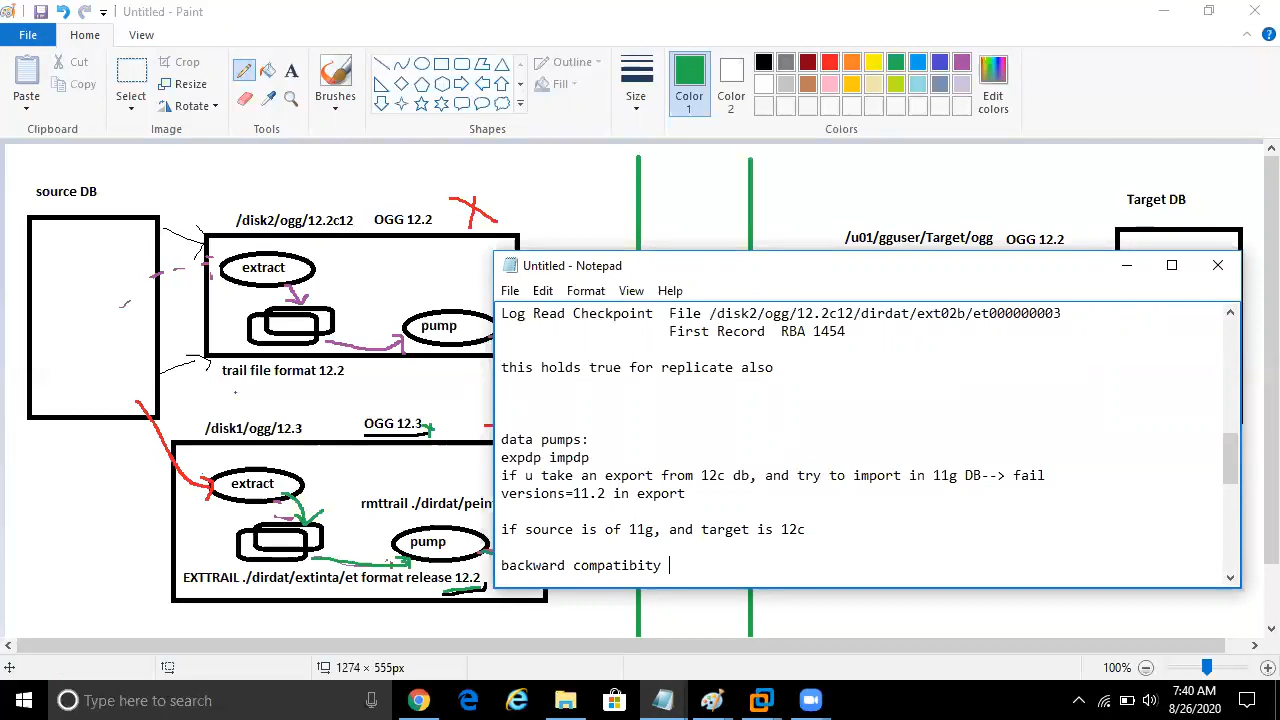 Untitled - Paint
File
Home
View
Paste
Cut
Copy
Clipboard
Select
Crop
Resize
Rotate
Image
Tools
Brushes
Shapes
Outline
Fill
Size
Color 1
Color 2
Edit colors
Colors
source DB
/disk2/ogg/12.2c12
OGG 12.2
Target DB
/u01/gguser/Target/ogg
OGG 12.2
extract
pump
trail file format 12.2
/disk1/ogg/12.3
OGG 12.3
extract
rmttrail ./dirdat/pein
pump
EXTTRAIL ./dirdat/extinta/et format release 12.2
Untitled - Notepad
File
Edit
Format
View
Help
Log Read Checkpoint File /disk2/ogg/12.2c12/dirdat/ext02b/et000000003
First Record RBA 1454
this holds true for replicate also
data pumps:
expdp impdp
if u take an export from 12c db, and try to import in 11g DB--> fail
versions=11.2 in export
if source is of 11g, and target is 12c
backward compatibity
1274 × 555px
100%
Type here to search
7:40 AM
8/26/2020